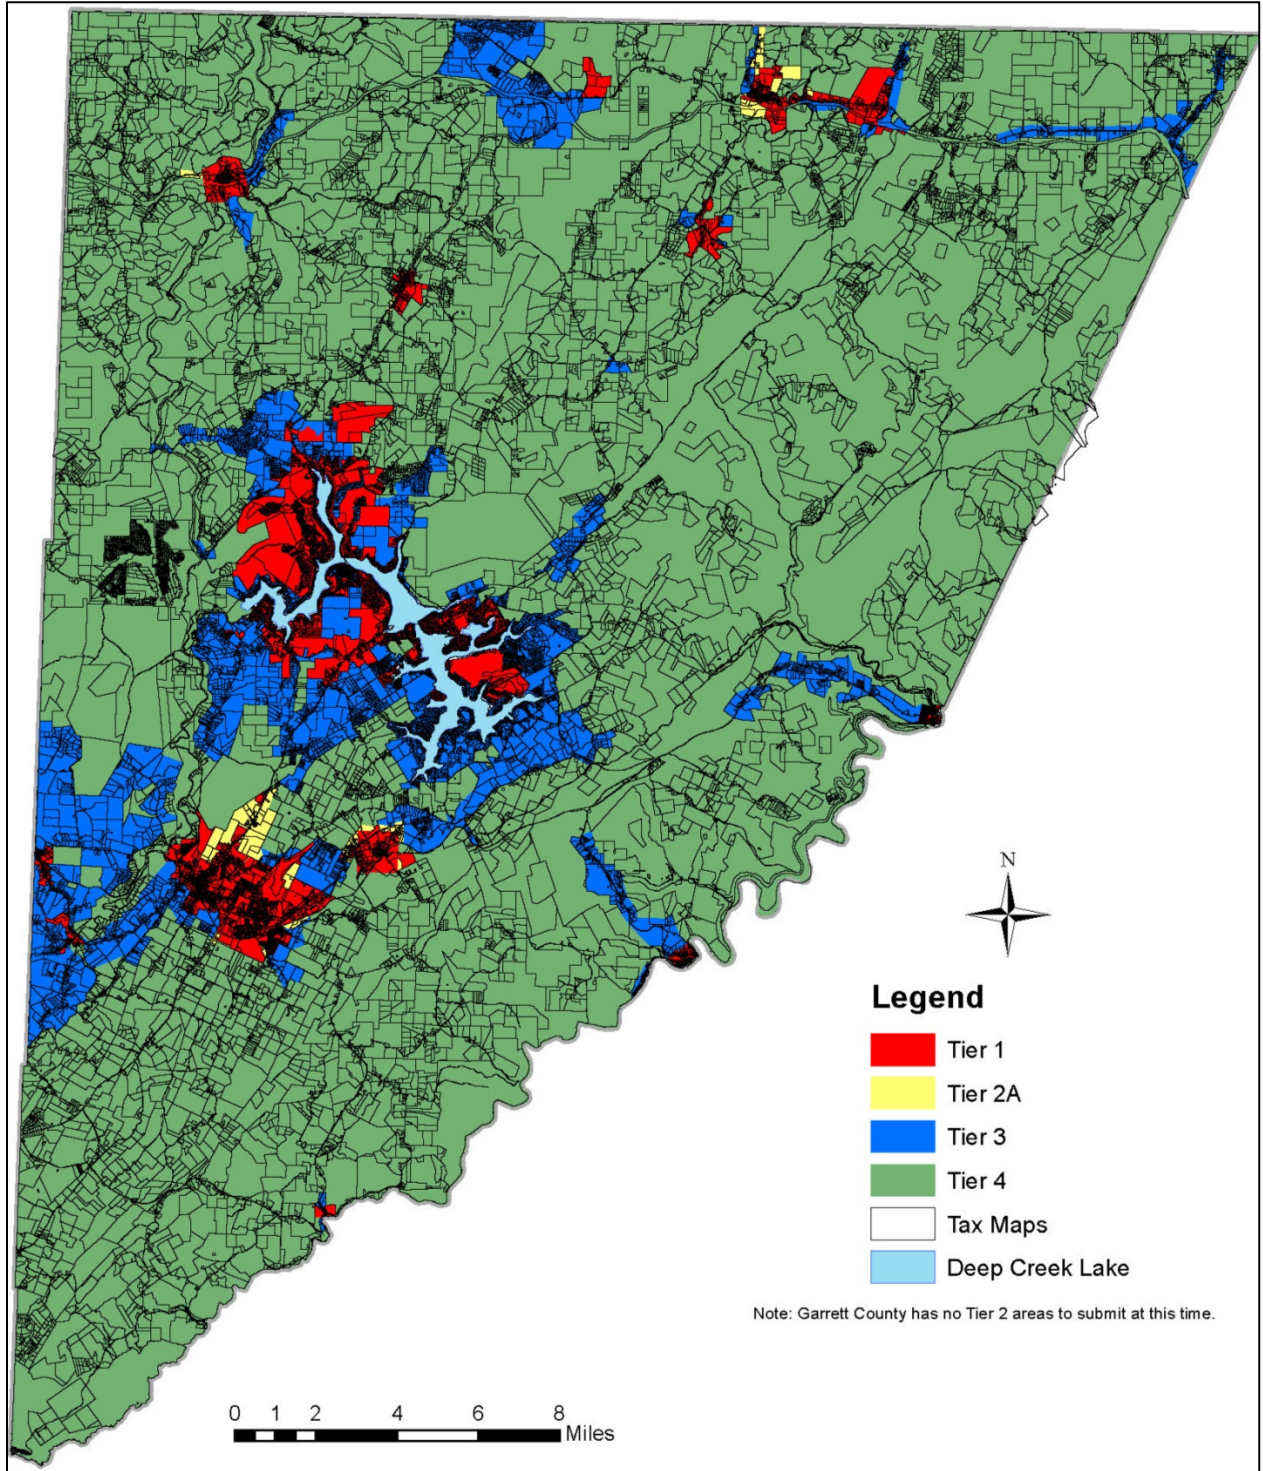 N
Legend
Tier 1
Tier 2A
Tier 3
Tier 4
Tax Maps
Deep Creek Lake
Note: Garrett County has no Tier 2 areas to submit at this time.
0 1 2 4 6 8
Miles